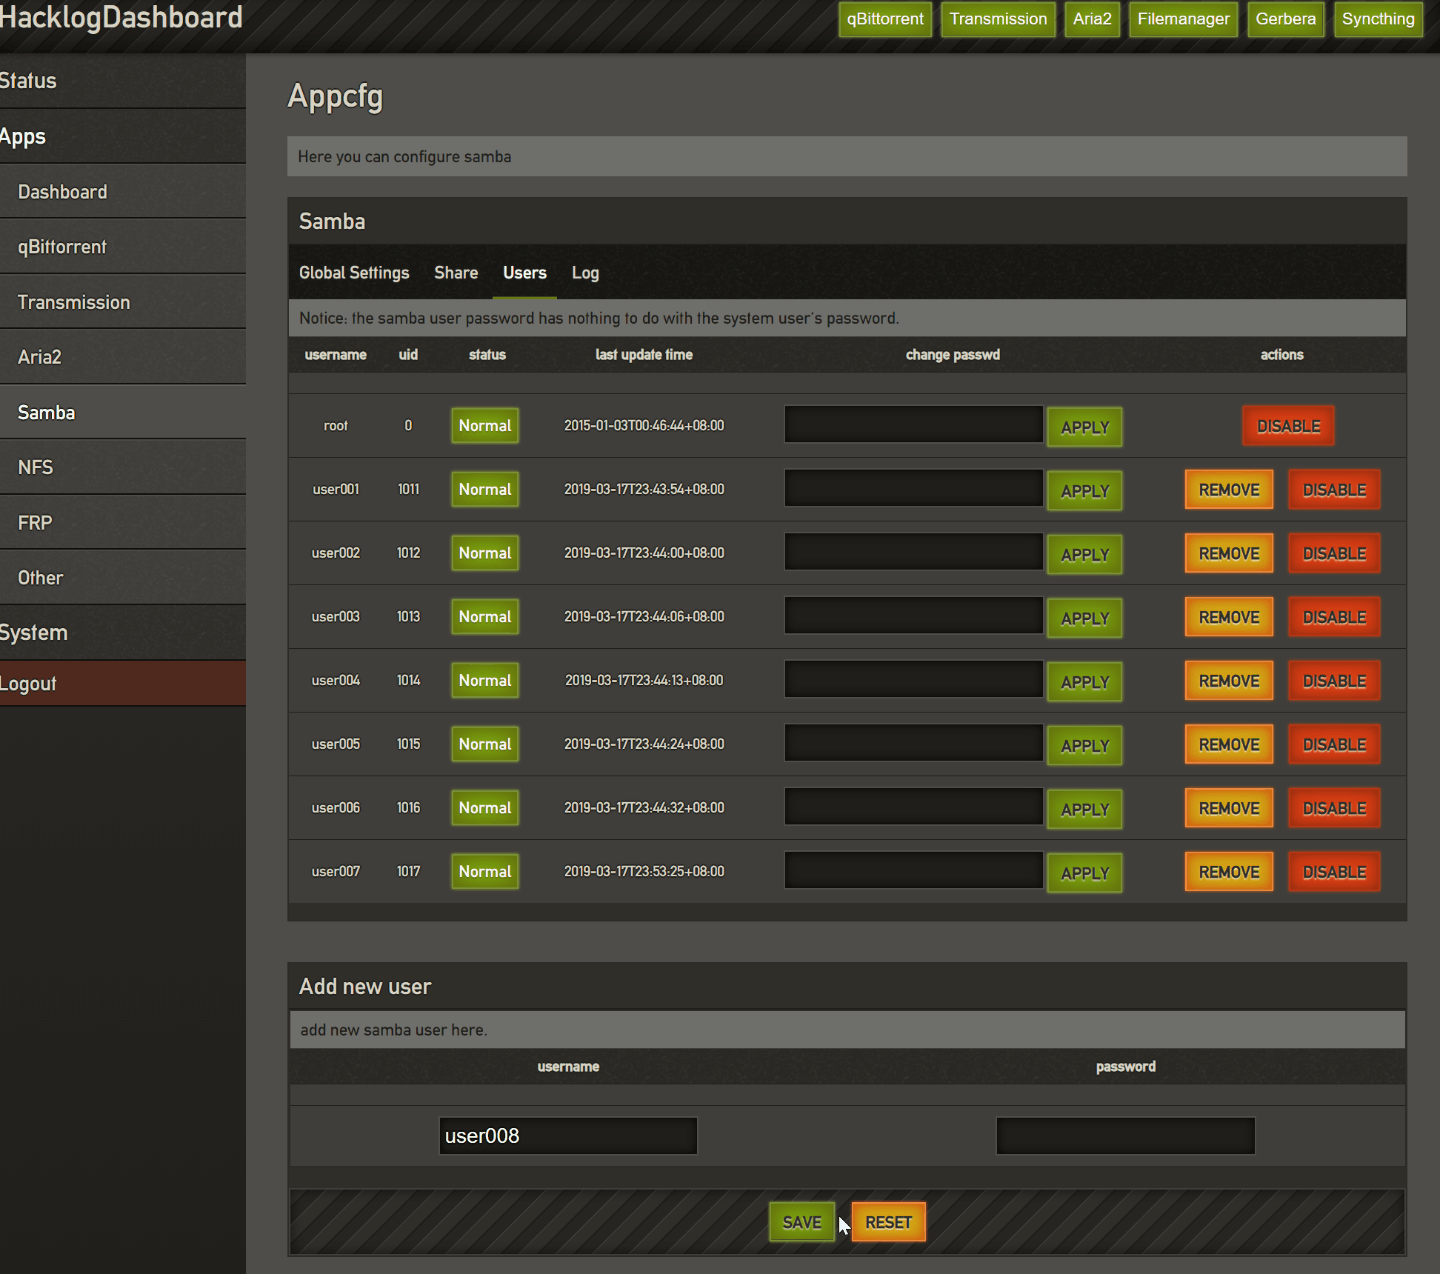 HacklogDashboard
qBittorrent Transmission Aria2 Filemanager Gerbera Syncthing
Status
Apps
Dashboard
qBittorrent
Transmission
Aria2
Samba
NFS
FRP
Other
System
Logout
Appcfg
Here you can configure samba
Samba
Global Settings Share Users Log
Notice: the samba user password has nothing to do with the system user's password.
username uid status last update time change passwd actions
root 0 Normal 2015-01-03T00:46:44+08:00 APPLY DISABLE
user001 1011 Normal 2019-03-17T23:43:54+08:00 APPLY REMOVE DISABLE
user002 1012 Normal 2019-03-17T23:44:00+08:00 APPLY REMOVE DISABLE
user003 1013 Normal 2019-03-17T23:44:06+08:00 APPLY REMOVE DISABLE
user004 1014 Normal 2019-03-17T23:44:13+08:00 APPLY REMOVE DISABLE
user005 1015 Normal 2019-03-17T23:44:24+08:00 APPLY REMOVE DISABLE
user006 1016 Normal 2019-03-17T23:44:32+08:00 APPLY REMOVE DISABLE
user007 1017 Normal 2019-03-17T23:53:25+08:00 APPLY REMOVE DISABLE
Add new user
add new samba user here.
username password
user008
SAVE RESET